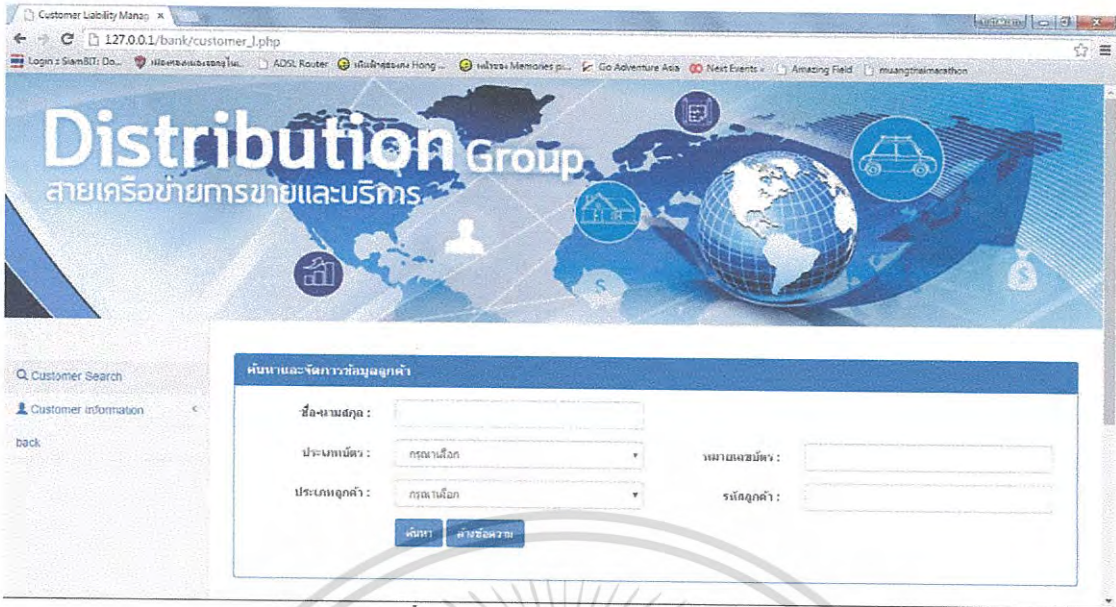 Customer Liability Manag
127.0.0.1/bank/customer_l.php
Login : SiamBIT: Do... ADSL Router Hong ... Memories pi... Go Adventure Asia Next Events « Amazing Field muangthaimarathon
Distribution Group
สายเครือข่ายการขายและบริการ
Customer Search
Customer Information
back
ค้นหาและจัดการข้อมูลลูกค้า
ชื่อ-นามสกุล :
ประเภทบัตร : กรุณาเลือก หมายเลขบัตร :
ประเภทลูกค้า : กรุณาเลือก รหัสลูกค้า :
ค้นหา ล้างข้อความ